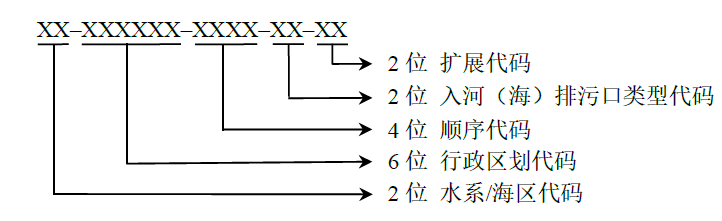 XX–XXXXXX–XXXX–XX–XX
2 位 扩展代码
2 位 入河（海）排污口类型代码
4 位 顺序代码
6 位 行政区划代码
2 位 水系/海区代码